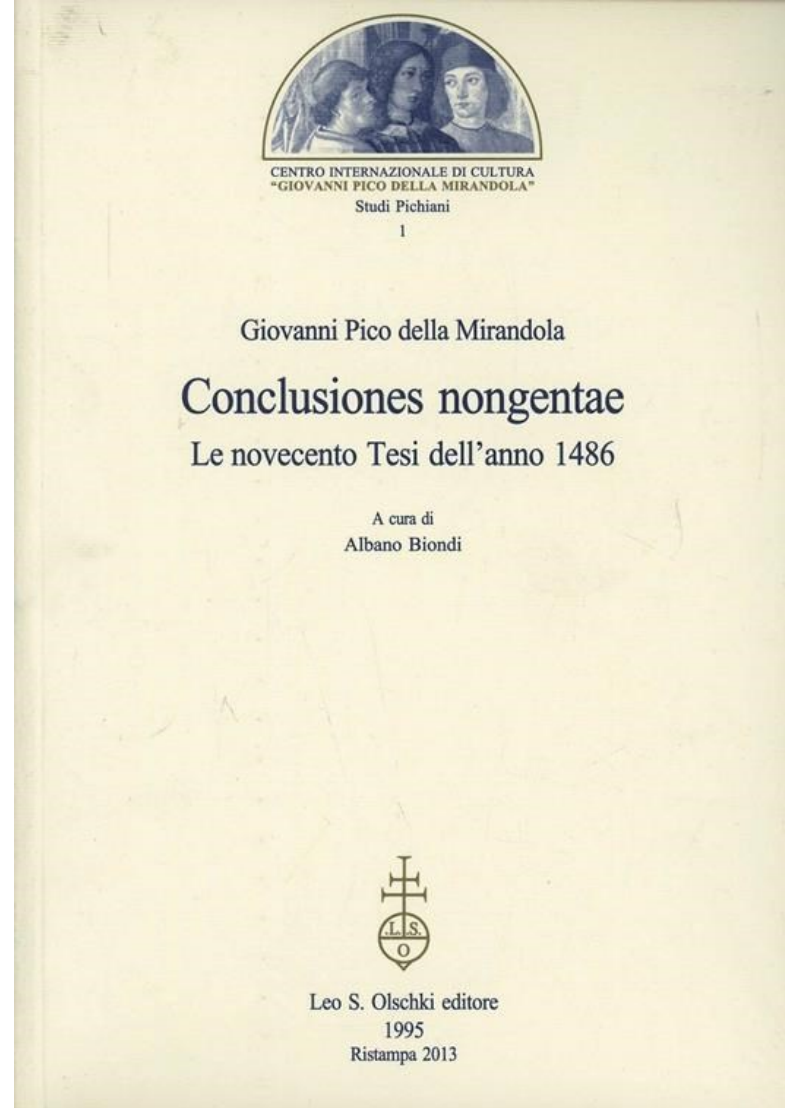 CENTRO INTERNAZIONALE DI CULTURA
"GIOVANNI PICO DELLA MIRANDOLA"
Studi Pichiani
1
Giovanni Pico della Mirandola
Conclusiones nongentae
Le novecento Tesi dell'anno 1486
A cura di
Albano Biondi
.L. .S.
O
Leo S. Olschki editore
1995
Ristampa 2013